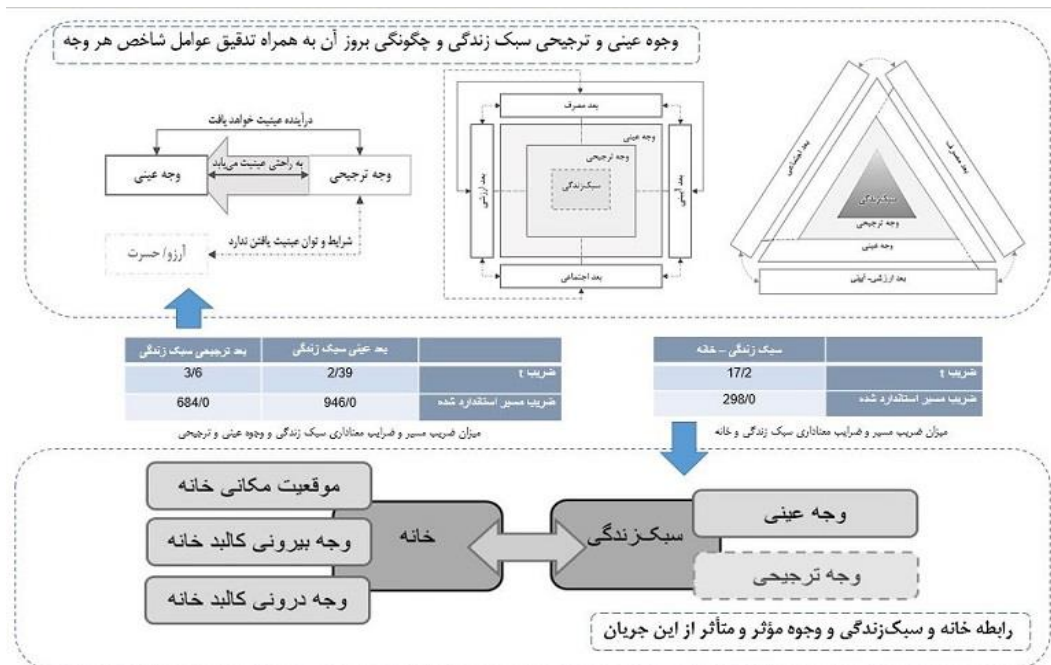 وجوه عینی و ترجیحی سبک زندگی و چگونگی بروز آن به همراه تدقیق عوامل شاخص هر وجه
بعد اجتماعی
بعد مصرف
سبک‌زندگی
وجه ترجیحی
وجه عینی
بعد ارزشی- آیینی
بعد مصرف
وجه عینی
وجه ترجیحی
سبک‌زندگی
بعد آیینی
بعد ارزشی
بعد اجتماعی
درآینده عینیت خواهد یافت
وجه ترجیحی
به راحتی عینیت می‌یابد
وجه عینی
شرایط و توان عینیت یافتن ندارد
آرزو/ حسرت
سبک زندگی – خانه
ضریب t 17/2
ضریب مسیر استاندارد شده 298/0
میزان ضریب مسیر و ضرایب معناداری سبک زندگی و خانه
بعد عینی سبک زندگی بعد ترجیحی سبک زندگی
ضریب t 2/39 3/6
ضریب مسیر استاندارد شده 946/0 684/0
میزان ضریب مسیر و ضرایب معناداری سبک زندگی و وجوه عینی و ترجیحی
وجه عینی
وجه ترجیحی
سبک‌زندگی
خانه
موقعیت مکانی خانه
وجه بیرونی کالبد خانه
وجه درونی کالبد خانه
رابطه خانه و سبک‌زندگی و وجوه مؤثر و متأثر از این جریان